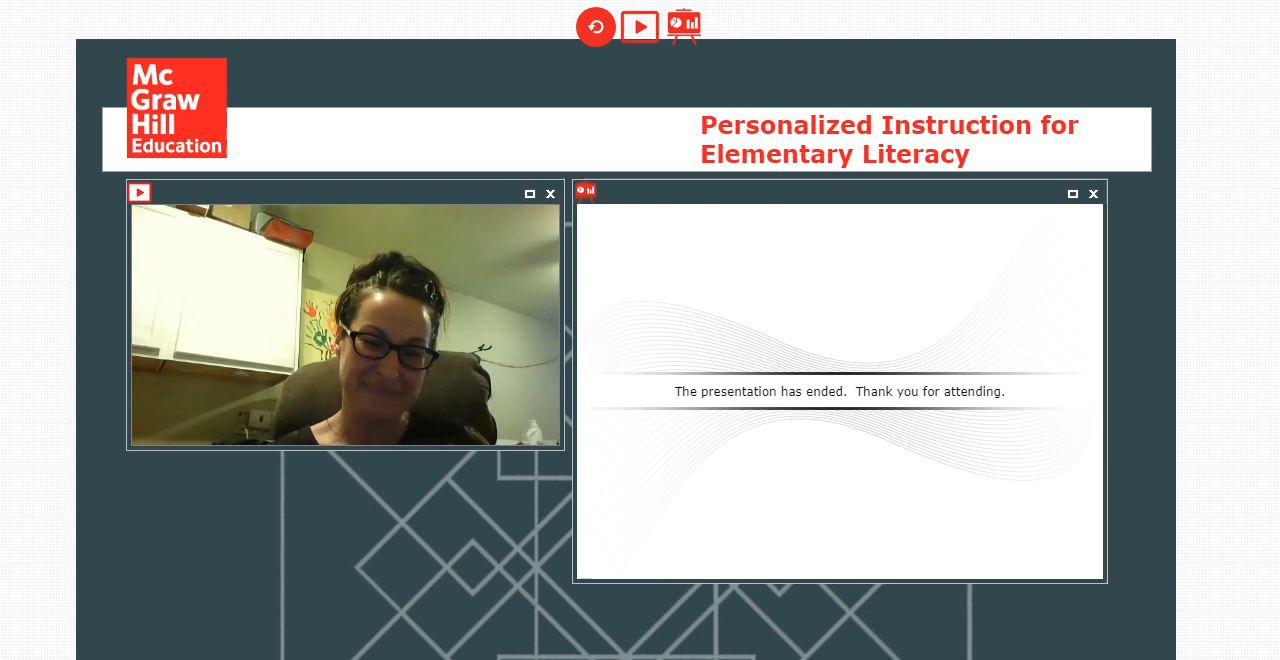 Mc
Graw
Hill
Education
Personalized Instruction for
Elementary Literacy
The presentation has ended.  Thank you for attending.